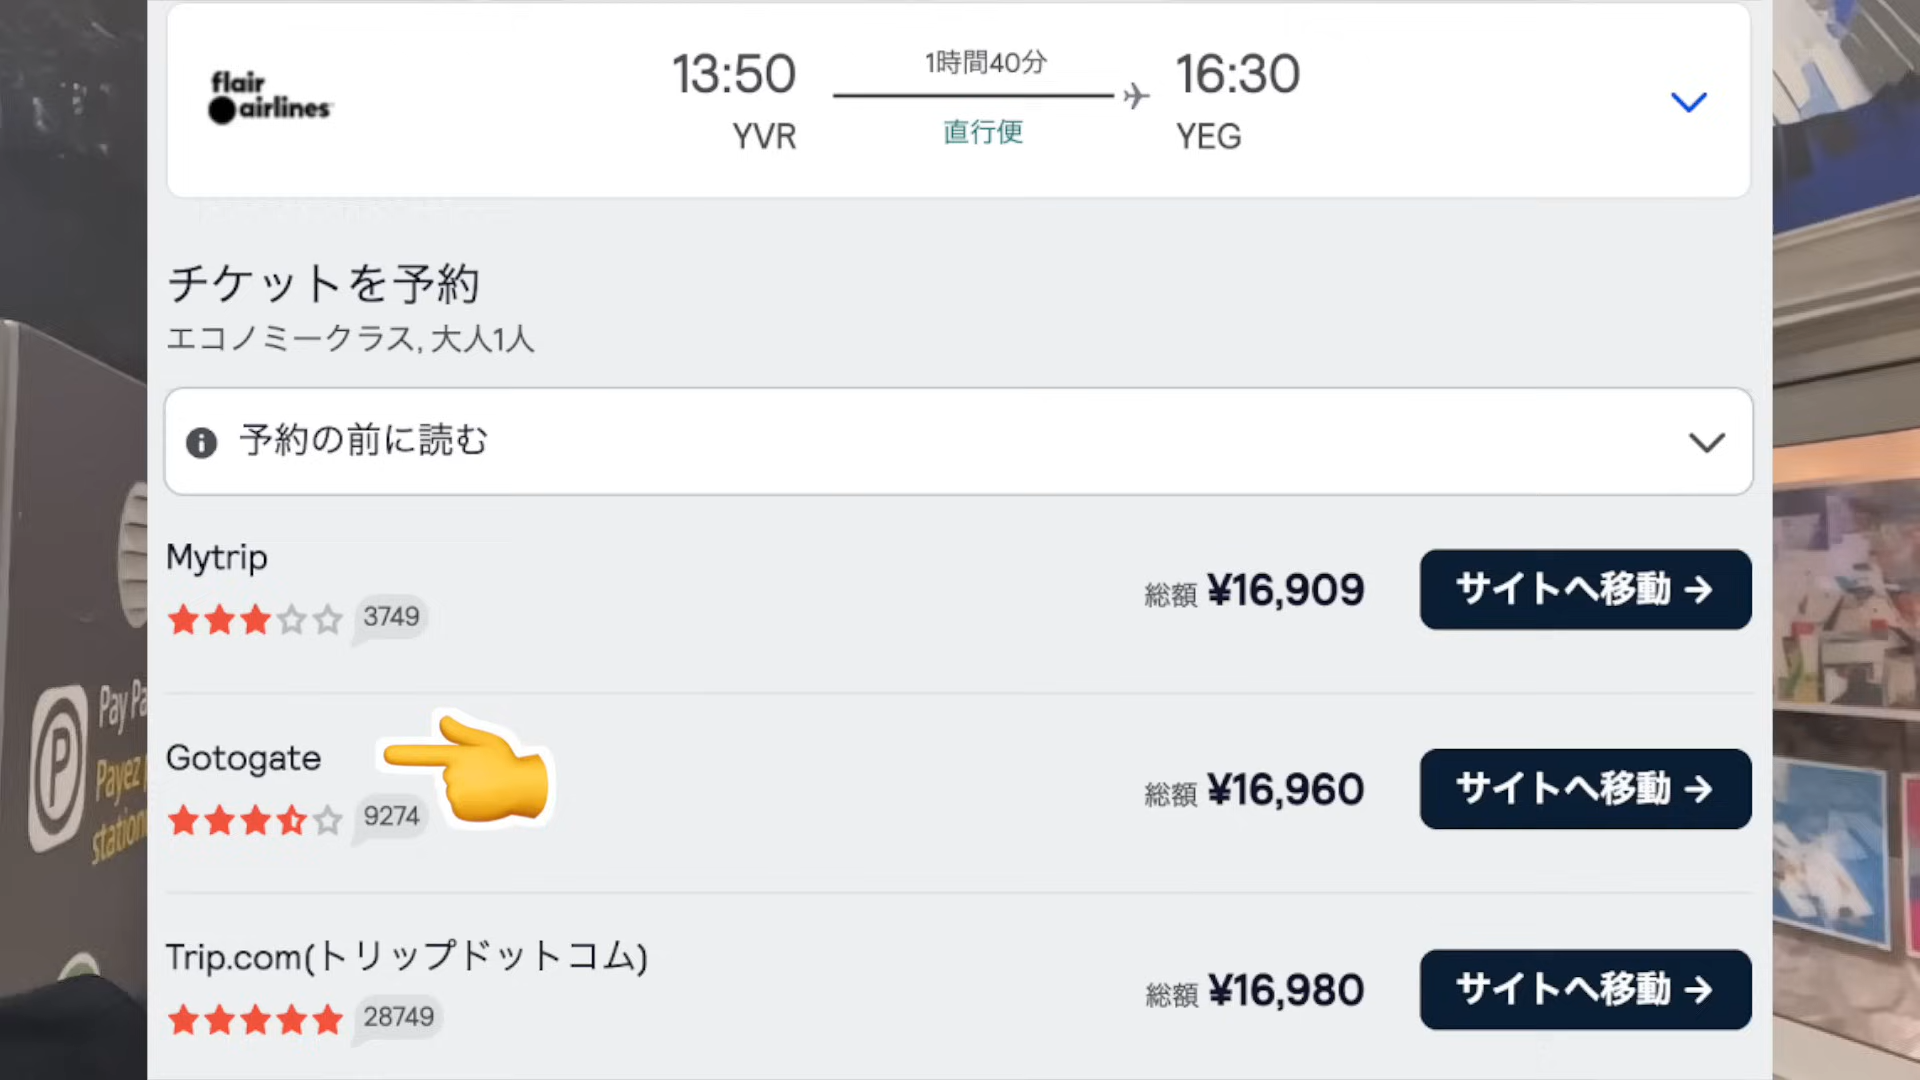 flair
airlines
13:50
1時間40分
16:30
YVR
直行便
YEG
チケットを予約
エコノミークラス, 大人1人
予約の前に読む
Mytrip
3749
総額 ¥16,909
サイトへ移動 →
Gotogate
9274
総額 ¥16,960
サイトへ移動 →
Trip.com(トリップドットコム)
28749
総額 ¥16,980
サイトへ移動 →
P
Pay
Payez
station